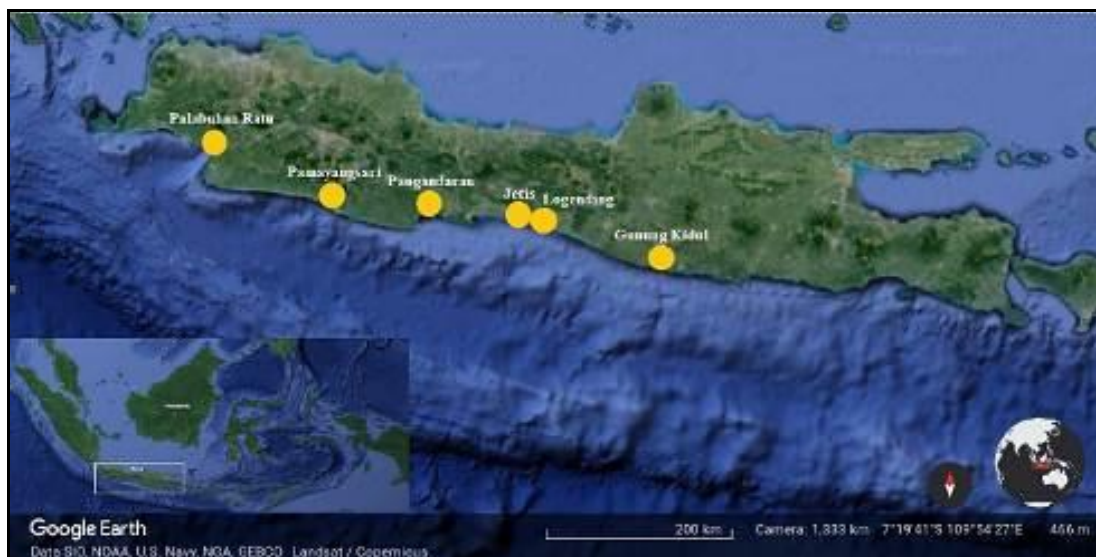 Palabuhan Ratu
Pamayangsari
Pangandaran
Jetis
Logendang
Gunung Kidul
Google Earth
200 km
Camera: 1,333 km 7°19'41"S 109°54'27"E 466 m
Data SIO, NOAA, U.S. Navy, NGA, GEBCO Landsat / Copernicus